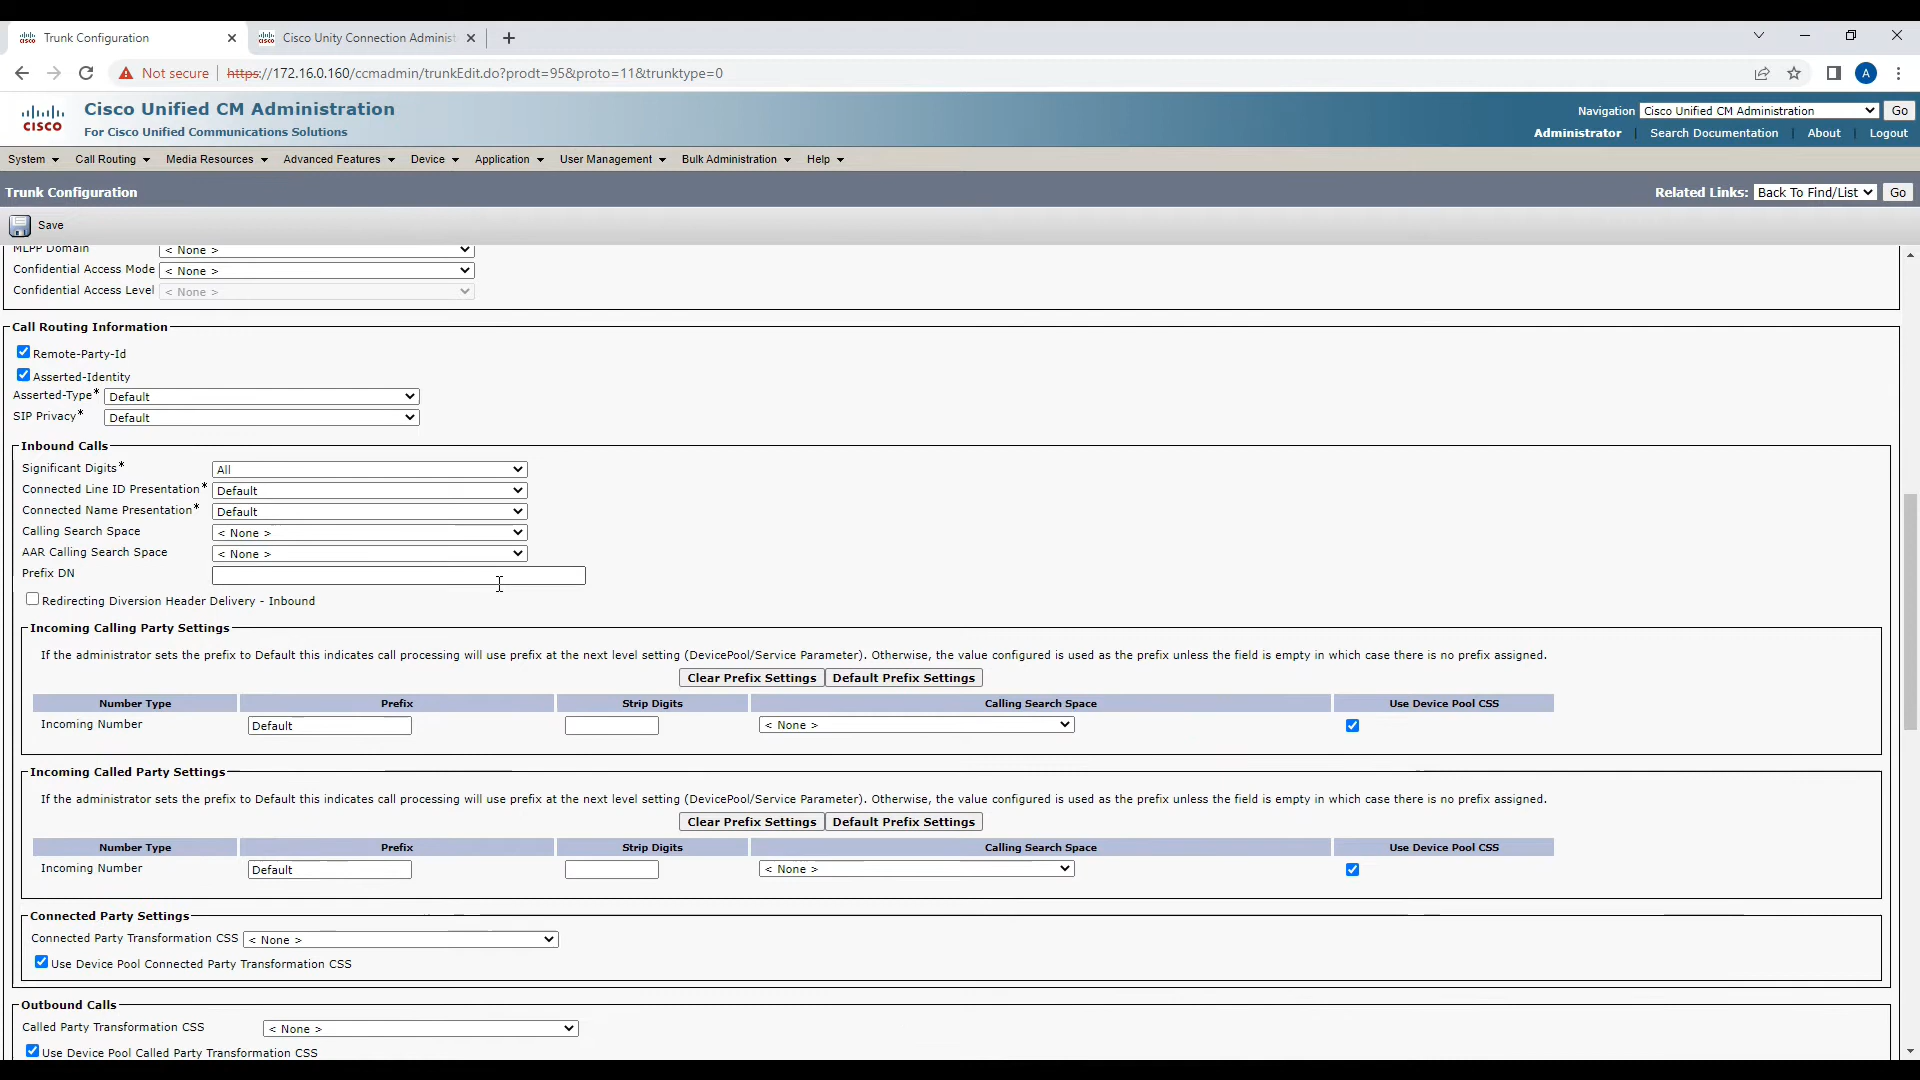 Trunk Configuration
Cisco Unity Connection Administ
Not secure
https://172.16.0.160/ccmadmin/trunkEdit.do?prodt=95&proto=11&trunktype=0
A
CISCO
Cisco Unified CM Administration
For Cisco Unified Communications Solutions
Navigation Cisco Unified CM Administration Go
Administrator | Search Documentation | About | Logout
System Call Routing Media Resources Advanced Features Device Application User Management Bulk Administration Help
Trunk Configuration
Related Links: Back To Find/List Go
Save
MLPP Domain < None >
Confidential Access Mode < None >
Confidential Access Level < None >
Call Routing Information
Remote-Party-Id
Asserted-Identity
Asserted-Type* Default
SIP Privacy* Default
Inbound Calls
Significant Digits* All
Connected Line ID Presentation* Default
Connected Name Presentation* Default
Calling Search Space < None >
AAR Calling Search Space < None >
Prefix DN
Redirecting Diversion Header Delivery - Inbound
Incoming Calling Party Settings
If the administrator sets the prefix to Default this indicates call processing will use prefix at the next level setting (DevicePool/Service Parameter). Otherwise, the value configured is used as the prefix unless the field is empty in which case there is no prefix assigned.
Clear Prefix Settings Default Prefix Settings
Number Type Prefix Strip Digits Calling Search Space Use Device Pool CSS
Incoming Number Default < None >
Incoming Called Party Settings
If the administrator sets the prefix to Default this indicates call processing will use prefix at the next level setting (DevicePool/Service Parameter). Otherwise, the value configured is used as the prefix unless the field is empty in which case there is no prefix assigned.
Clear Prefix Settings Default Prefix Settings
Number Type Prefix Strip Digits Calling Search Space Use Device Pool CSS
Incoming Number Default < None >
Connected Party Settings
Connected Party Transformation CSS < None >
Use Device Pool Connected Party Transformation CSS
Outbound Calls
Called Party Transformation CSS < None >
Use Device Pool Called Party Transformation CSS